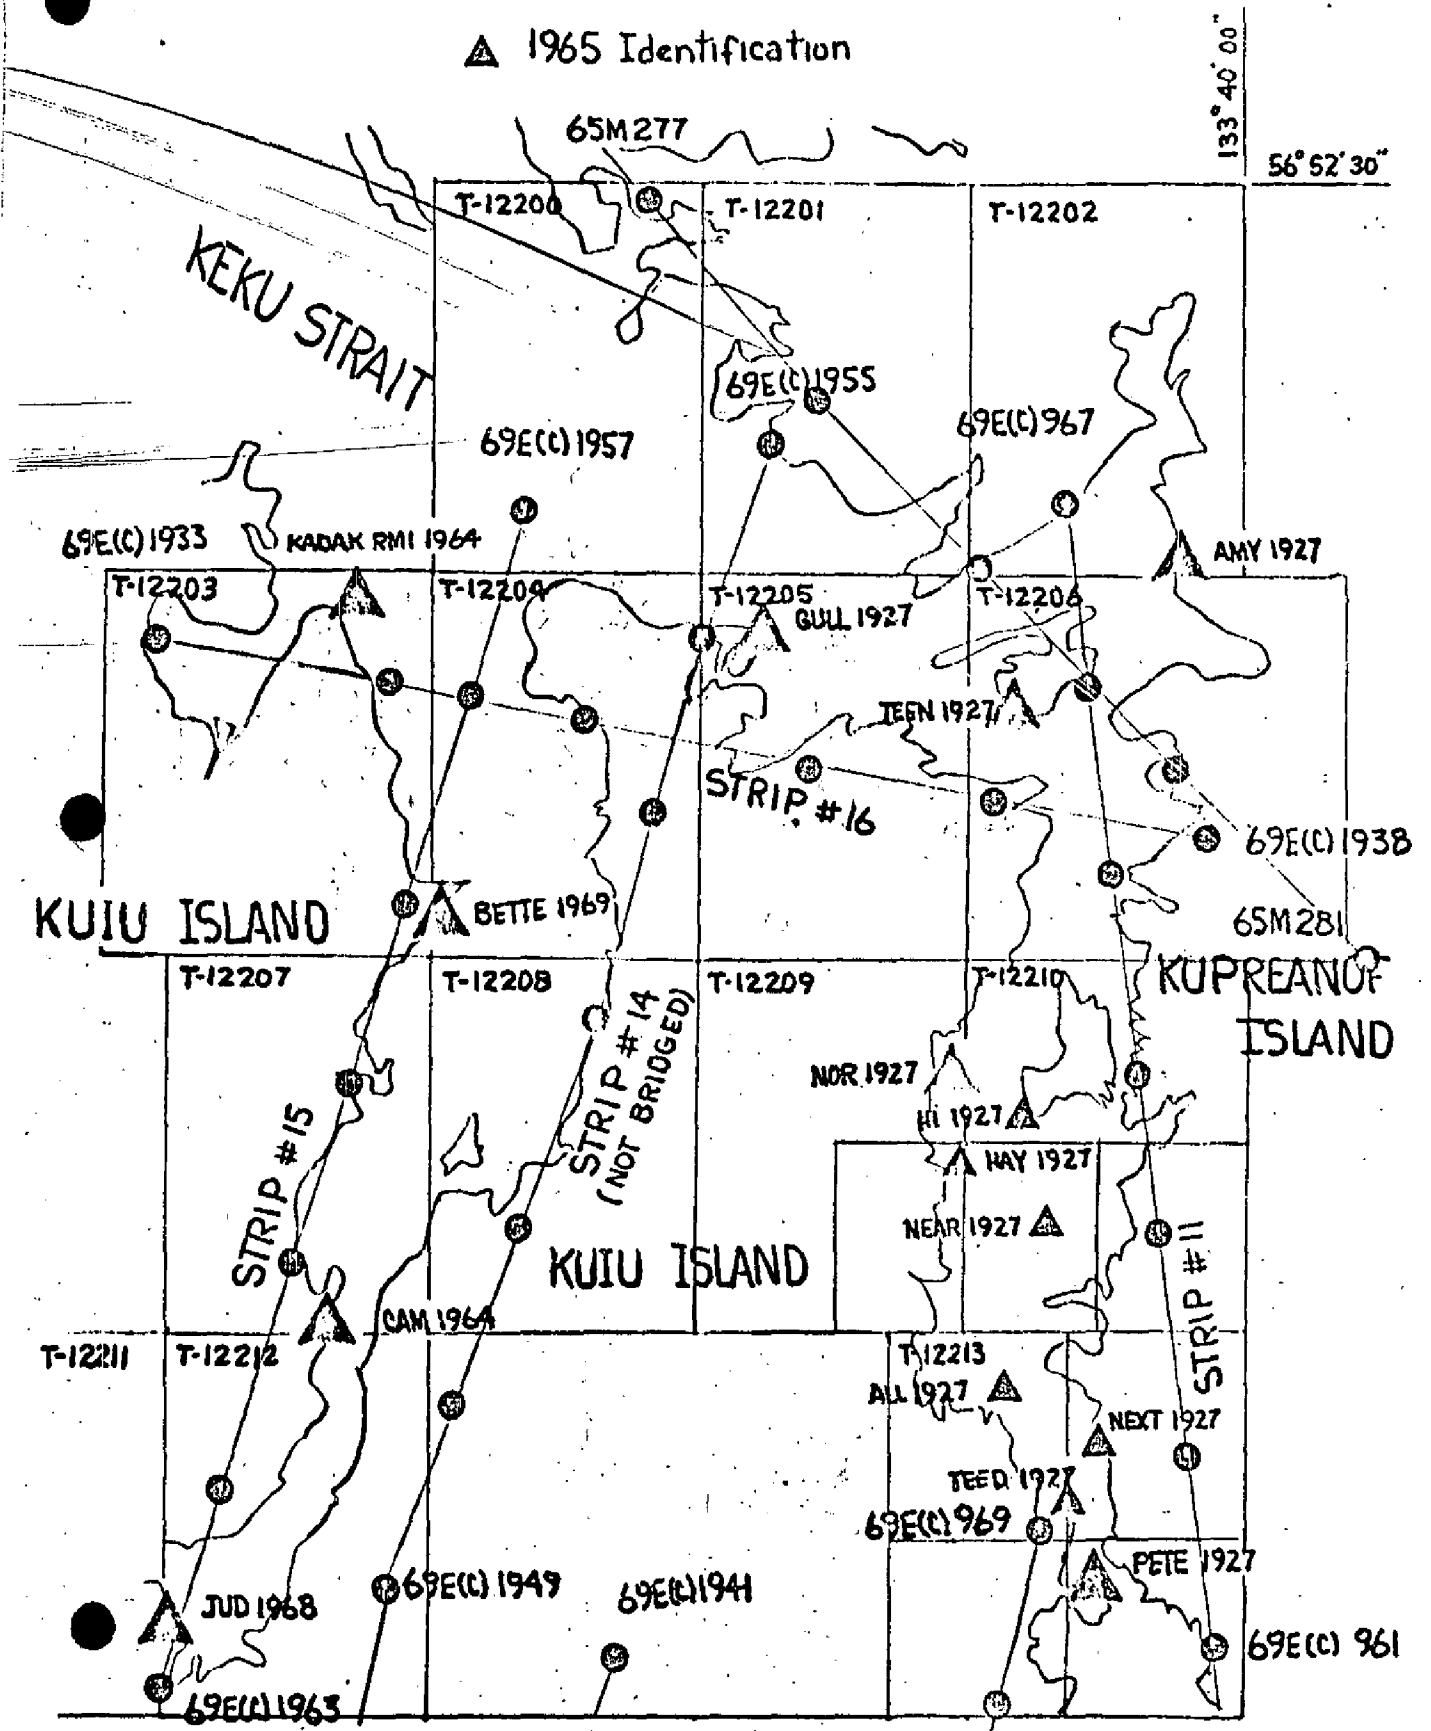 1965 Identification
133° 40' 00"
65M277
56° 52' 30"
T-12200
T-12201
T-12202
KEKU STRAIT
69E(C)1955
69E(C)967
69E(C)1957
69E(C)1933
KADAK RM1 1964
AMY 1927
T-12203
T-12204
T-12205
T-12206
GULL 1927
TEEN 1927
STRIP #16
69E(C)1938
KUIU ISLAND
BETTE 1969
65M281
T-12207
T-12208
T-12209
T-12210
KUPREANOF
ISLAND
STRIP #14
(NOT BRIDGED)
NOR 1927
HI 1927
STRIP #15
HAY 1927
NEAR 1927
KUIU ISLAND
STRIP #11
CAM 1964
T-12211
T-12212
T-12213
ALL 1927
NEXT 1927
TEED 1927
69E(C)969
PETE 1927
69E(C)1949
69E(C)1941
JUD 1968
69E(C) 961
69E(C)1963